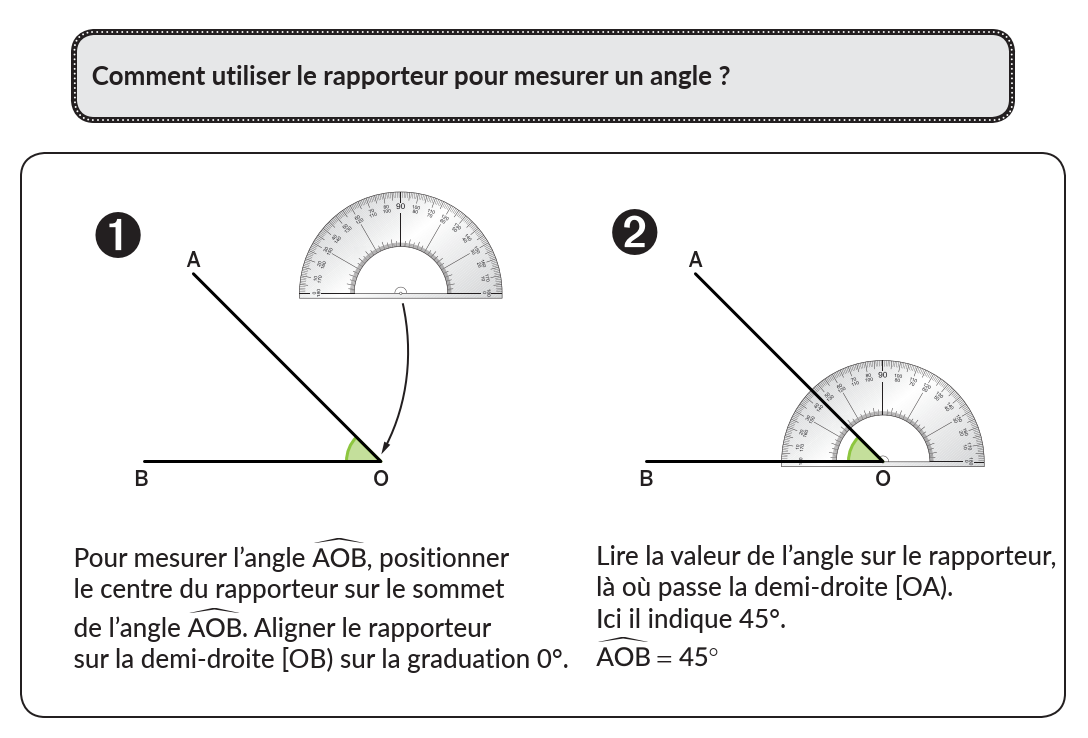 Comment utiliser le rapporteur pour mesurer un angle ?
1
A
90
B
O
Pour mesurer l’angle AOB, positionner
le centre du rapporteur sur le sommet
de l’angle AOB. Aligner le rapporteur
sur la demi-droite [OB) sur la graduation 0°.
2
A
90
B
O
Lire la valeur de l’angle sur le rapporteur,
là où passe la demi-droite [OA).
Ici il indique 45°.
AOB = 45°